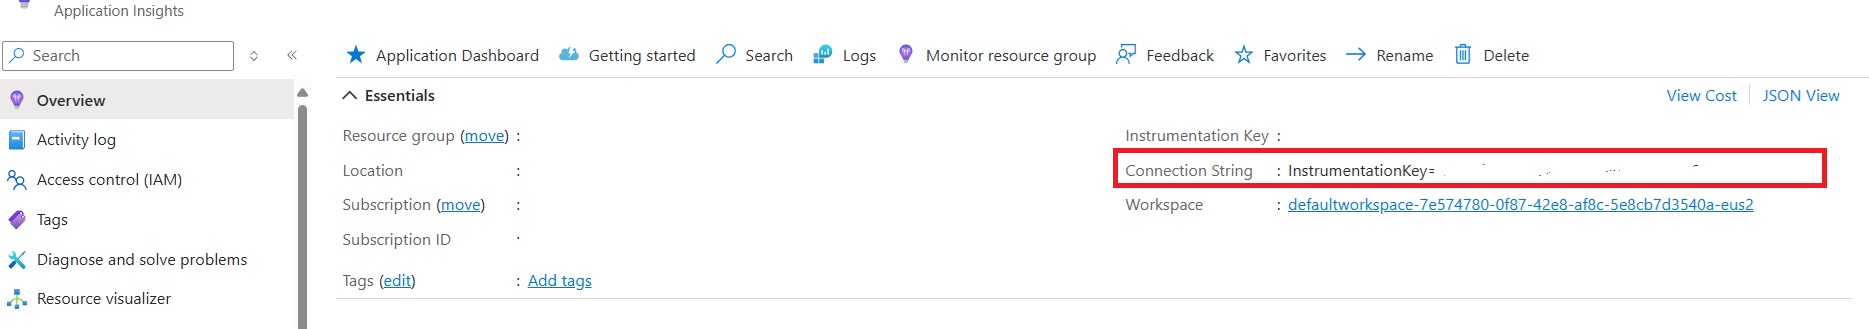 Application Insights
Search
Overview
Activity log
Access control (IAM)
Tags
Diagnose and solve problems
Resource visualizer
Application Dashboard Getting started Search Logs Monitor resource group Feedback Favorites Rename Delete
Essentials View Cost JSON View
Resource group (move) :
Location :
Subscription (move) :
Subscription ID :
Tags (edit) : Add tags
Instrumentation Key :
Connection String : InstrumentationKey=
Workspace : defaultworkspace-7e574780-0f87-42e8-af8c-5e8cb7d3540a-eus2